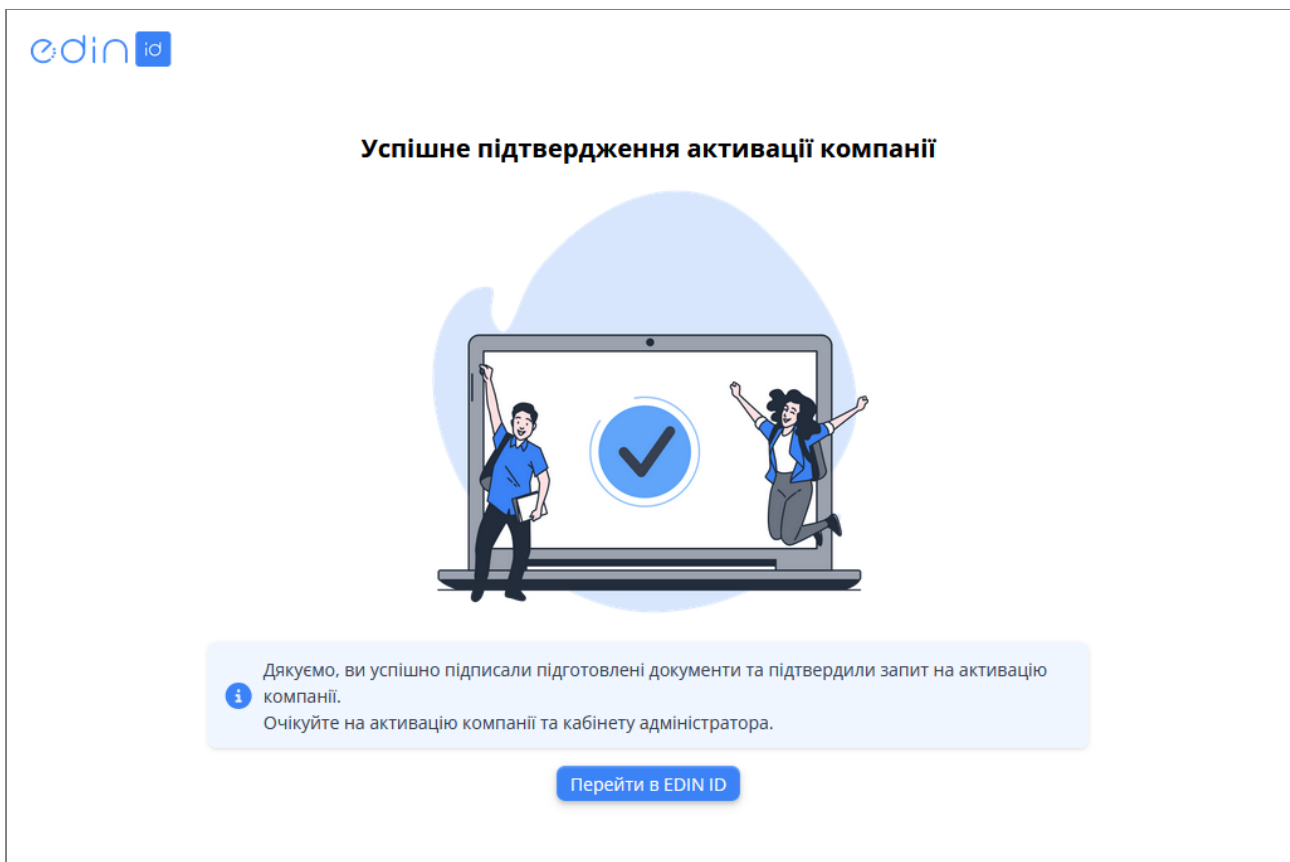 edin id
Успішне підтвердження активації компанії
Дякуємо, ви успішно підписали підготовлені документи та підтвердили запит на активацію
компанії.
Очікуйте на активацію компанії та кабінету адміністратора.
Перейти в EDIN ID